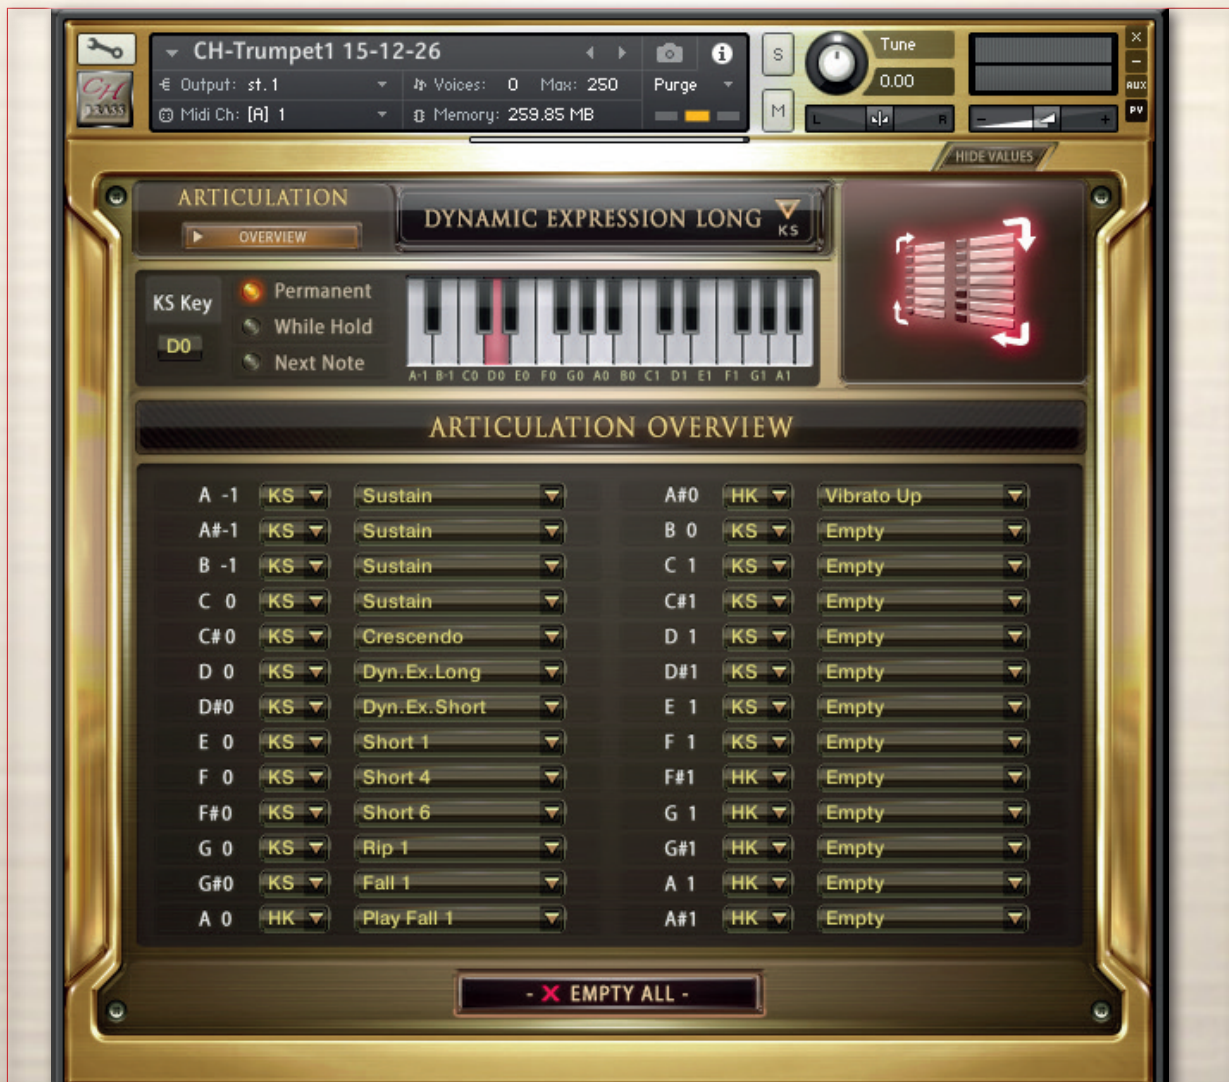 CH-Trumpet1 15-12-26
Output: st.1
Voices: 0 Max: 250
Purge
Midi Ch: [A] 1
Memory: 259.85 MB
S
M
Tune
0.00
L R
- +
×
-
AUX
PV
CH
BRASS
HIDE VALUES
ARTICULATION
OVERVIEW
DYNAMIC EXPRESSION LONG
KS
KS Key
D0
Permanent
While Hold
Next Note
A-1 B-1 C0 D0 E0 F0 G0 A0 B0 C1 D1 E1 F1 G1 A1
ARTICULATION OVERVIEW
A -1 KS Sustain
A#-1 KS Sustain
B -1 KS Sustain
C 0 KS Sustain
C#0 KS Crescendo
D 0 KS Dyn.Ex.Long
D#0 KS Dyn.Ex.Short
E 0 KS Short 1
F 0 KS Short 4
F#0 KS Short 6
G 0 KS Rip 1
G#0 KS Fall 1
A 0 HK Play Fall 1
A#0 HK Vibrato Up
B 0 KS Empty
C 1 KS Empty
C#1 KS Empty
D 1 KS Empty
D#1 KS Empty
E 1 KS Empty
F 1 KS Empty
F#1 HK Empty
G 1 HK Empty
G#1 HK Empty
A 1 HK Empty
A#1 HK Empty
- X EMPTY ALL -